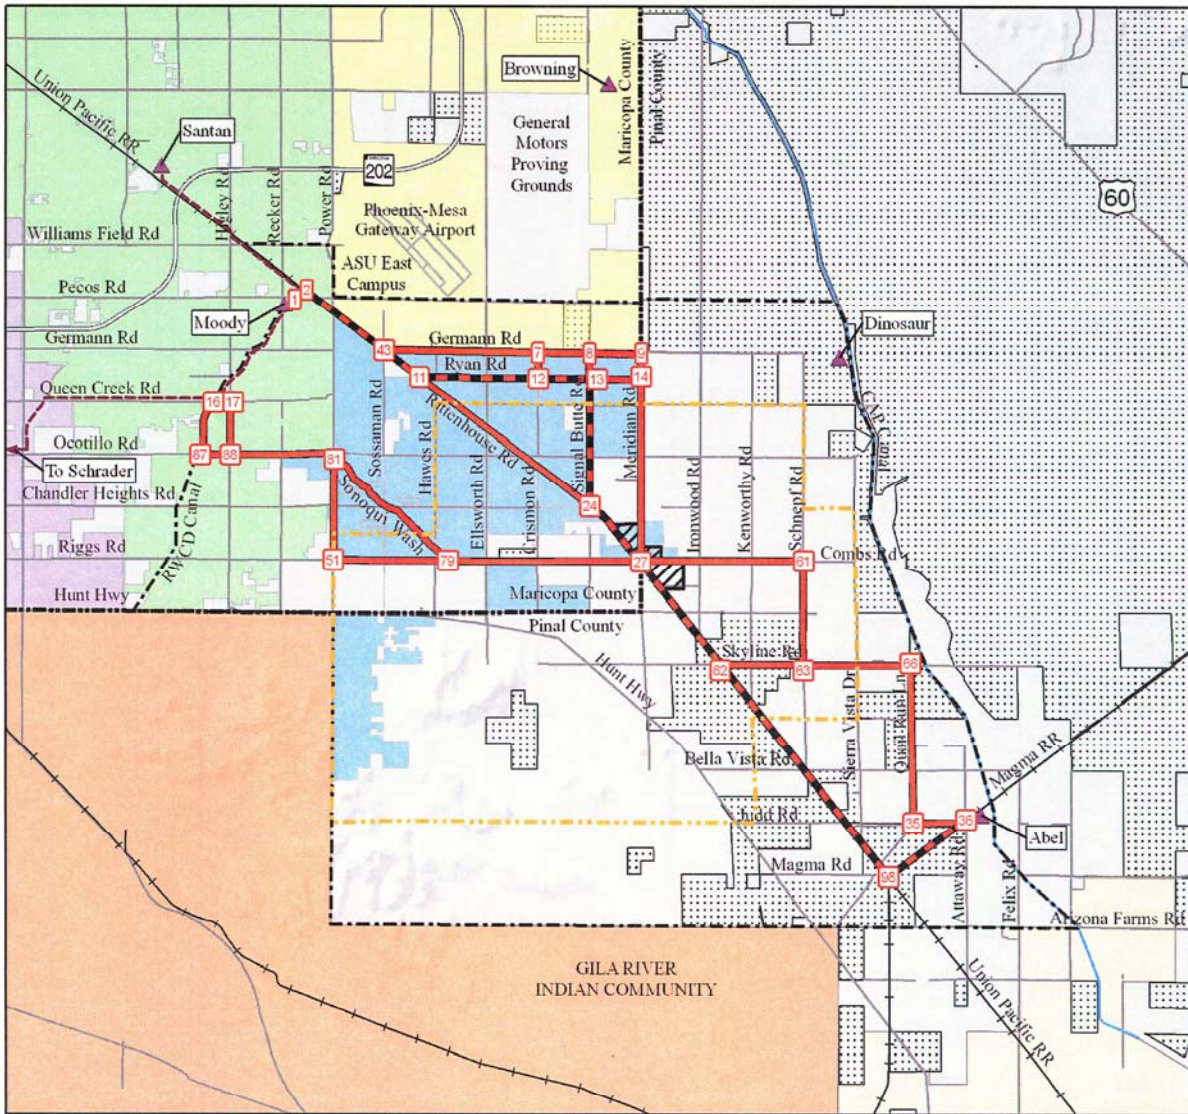 Browning
Maricopa County
Pinal County
Union Pacific RR
Santan
General
Motors
Proving
Grounds
ARIZONA
202
60
Higley Rd
Recker Rd
Power Rd
Phoenix-Mesa
Gateway Airport
Williams Field Rd
ASU East
Campus
Pecos Rd
2
1
Moody
Dinosaur
Germann Rd
Germann Rd
43
7
8
9
Ryan Rd
11
12
13
14
Queen Creek Rd
16
17
Rittenhouse Rd
Signal Butte Rd
Meridian Rd
Sossaman Rd
Hawes Rd
Ocotillo Rd
87
88
81
To Schrader
Chandler Heights Rd
RWCD Canal
Sonoqui Wash
Ellsworth Rd
Crismon Rd
24
Ironwood Rd
Kenworthy Rd
Schnepf Rd
Riggs Rd
51
79
27
61
Combs Rd
Hunt Hwy
Maricopa County
Pinal County
Hunt Hwy
Skyline Rd
62
63
66
Sierra Vista Dr
Quail Run Ln
Bella Vista Rd
Magma RR
Judd Rd
35
36
Abel
Magma Rd
98
Attaway Rd
Felix Rd
Arizona Farms Rd
GILA RIVER
INDIAN COMMUNITY
Union Pacific RR